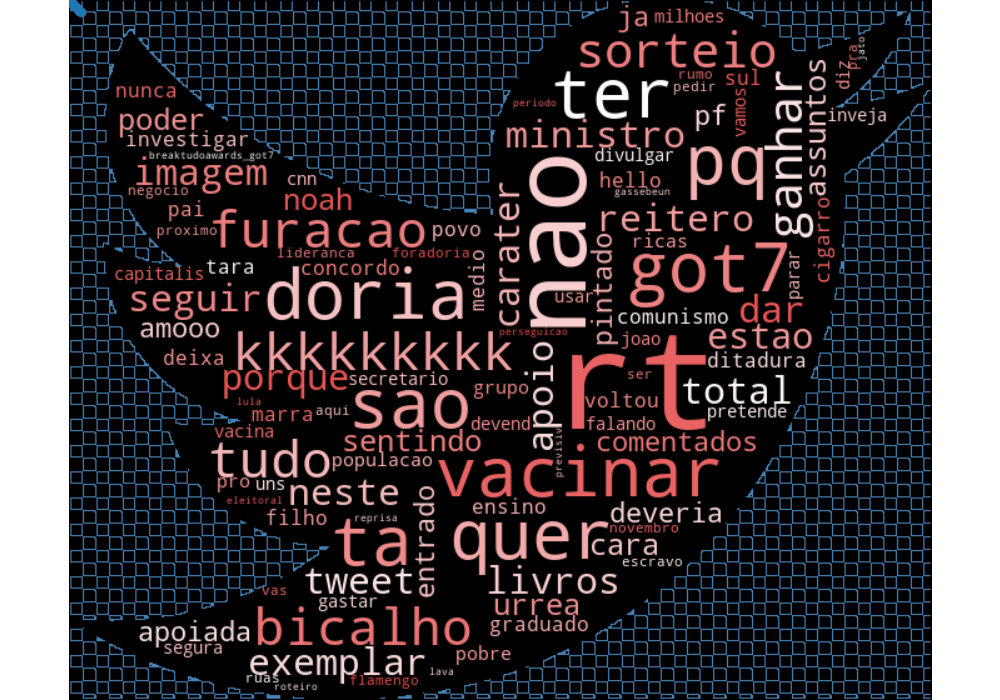 ja milhoes
sorteio
nunca
ter
rumo
sul
pedir
periodo
poder
investigar
pf
vamos
ganhar
assuntos
diz
pra
jato
inveja
ministro
breaktudoawards_got7
imagem
cnn
divulgar
pq
negocio
noah
nao
hello
gassebeun
pai
furacao
proximo
povo
carater
reitero
cigarro
lideranca
foradoria
ricas
pintado
got7
parar
capitalis
tara
concordo
medio
seguir
doria
usar
dar
amooo
comunismo
perseguicao
joao
estao
kkkkkkkkk
deixa
rt
ditadura
porque
secretario
grupo
apoio
ser
total
lula
marra
aqui
sao
devend
voltou
pretende
falando
vacina
sentindo
comentados
tudo
populacao
vacinar
previsiv
pro
uns
neste
eleitoral
entrado
ensino
deveria
filho
reprisa
quer
novembro
ta
cara
escravo
tweet
livros
vas
gastar
urrea
apoiada
bicalho
graduado
segura
exemplar
pobre
lava
ruas
roteiro
flamengo